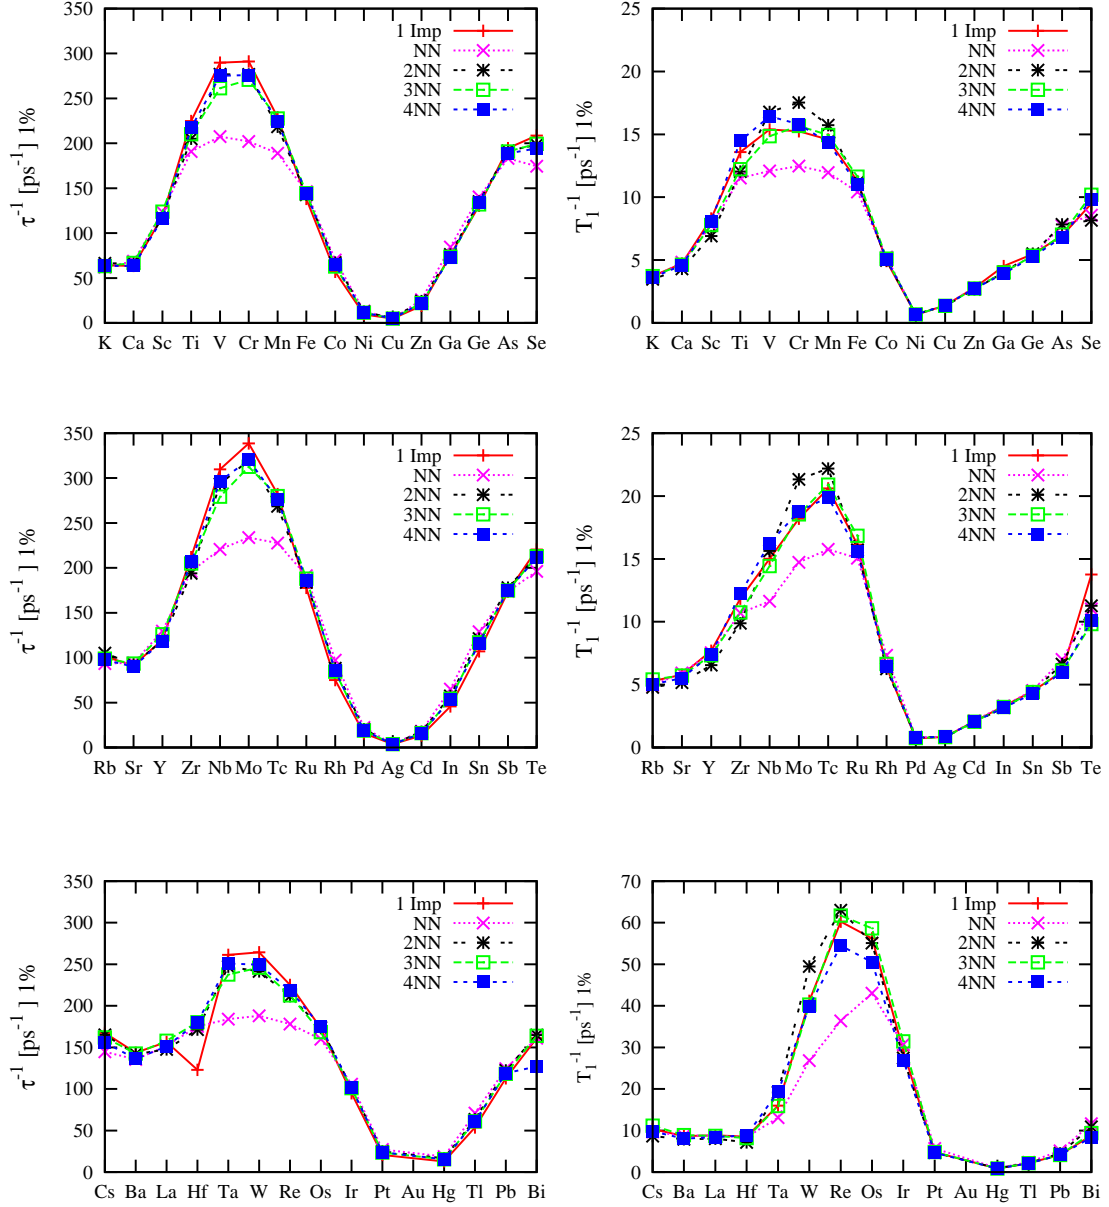 350
300
250
200
150
100
50
0
τ⁻¹ [ps⁻¹] 1%
1 Imp
NN
2NN
3NN
4NN
K Ca Sc Ti V Cr Mn Fe Co Ni Cu Zn Ga Ge As Se
25
20
15
10
5
0
T₁⁻¹ [ps⁻¹] 1%
1 Imp
NN
2NN
3NN
4NN
K Ca Sc Ti V Cr Mn Fe Co Ni Cu Zn Ga Ge As Se
350
300
250
200
150
100
50
0
τ⁻¹ [ps⁻¹] 1%
1 Imp
NN
2NN
3NN
4NN
Rb Sr Y Zr Nb Mo Tc Ru Rh Pd Ag Cd In Sn Sb Te
25
20
15
10
5
0
T₁⁻¹ [ps⁻¹] 1%
1 Imp
NN
2NN
3NN
4NN
Rb Sr Y Zr Nb Mo Tc Ru Rh Pd Ag Cd In Sn Sb Te
350
300
250
200
150
100
50
0
τ⁻¹ [ps⁻¹] 1%
1 Imp
NN
2NN
3NN
4NN
Cs Ba La Hf Ta W Re Os Ir Pt Au Hg Tl Pb Bi
70
60
50
40
30
20
10
0
T₁⁻¹ [ps⁻¹] 1%
1 Imp
NN
2NN
3NN
4NN
Cs Ba La Hf Ta W Re Os Ir Pt Au Hg Tl Pb Bi